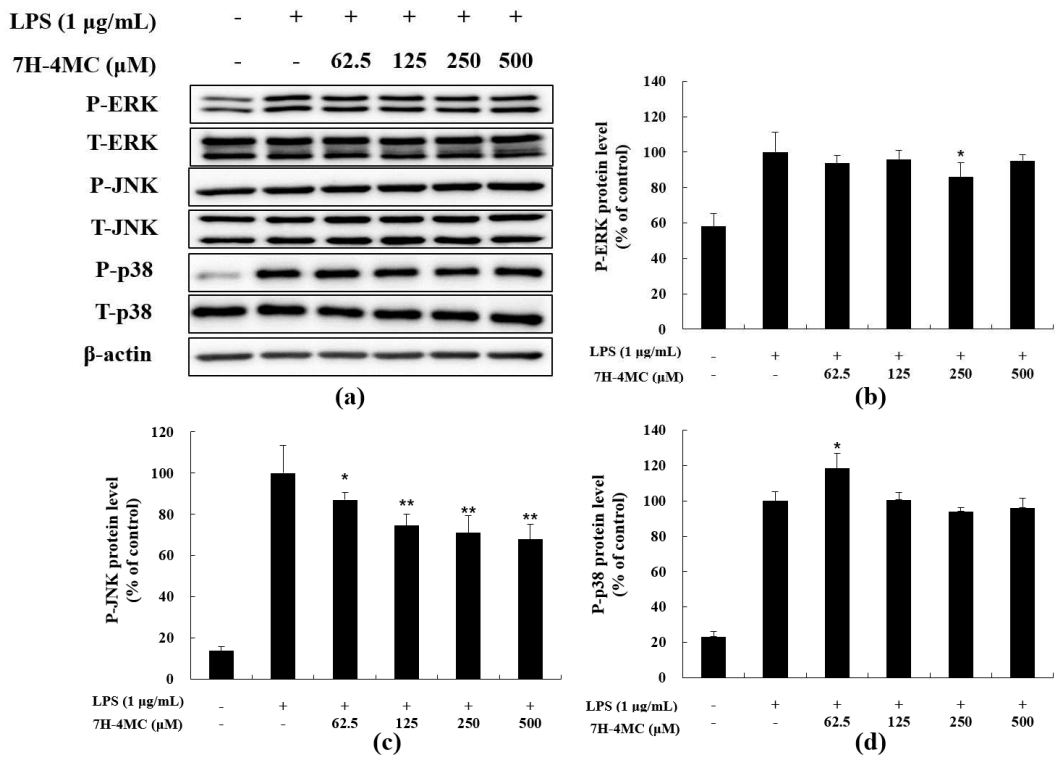 LPS (1 μg/mL) - + + + + +
7H-4MC (μM) - - 62.5 125 250 500
P-ERK
T-ERK
P-JNK
T-JNK
P-p38
T-p38
β-actin
(a)
P-ERK protein level
(% of control)
140
120
100
80
60
40
20
0
*
LPS (1 μg/mL) - + + + + +
7H-4MC (μM) - - 62.5 125 250 500
(b)
P-JNK protein level
(% of control)
120
100
80
60
40
20
0
* ** ** **
LPS (1 μg/mL) - + + + + +
7H-4MC (μM) - - 62.5 125 250 500
(c)
P-p38 protein level
(% of control)
140
120
100
80
60
40
20
0
*
LPS (1 μg/mL) - + + + + +
7H-4MC (μM) - - 62.5 125 250 500
(d)